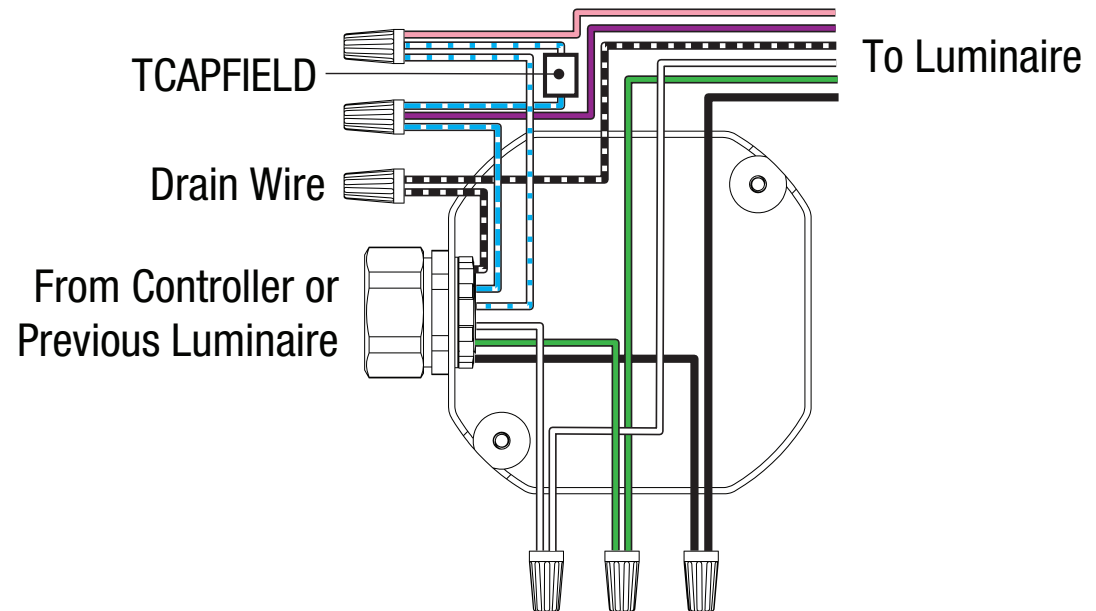 To Luminaire
TCAPFIELD
Drain Wire
From Controller or
Previous Luminaire